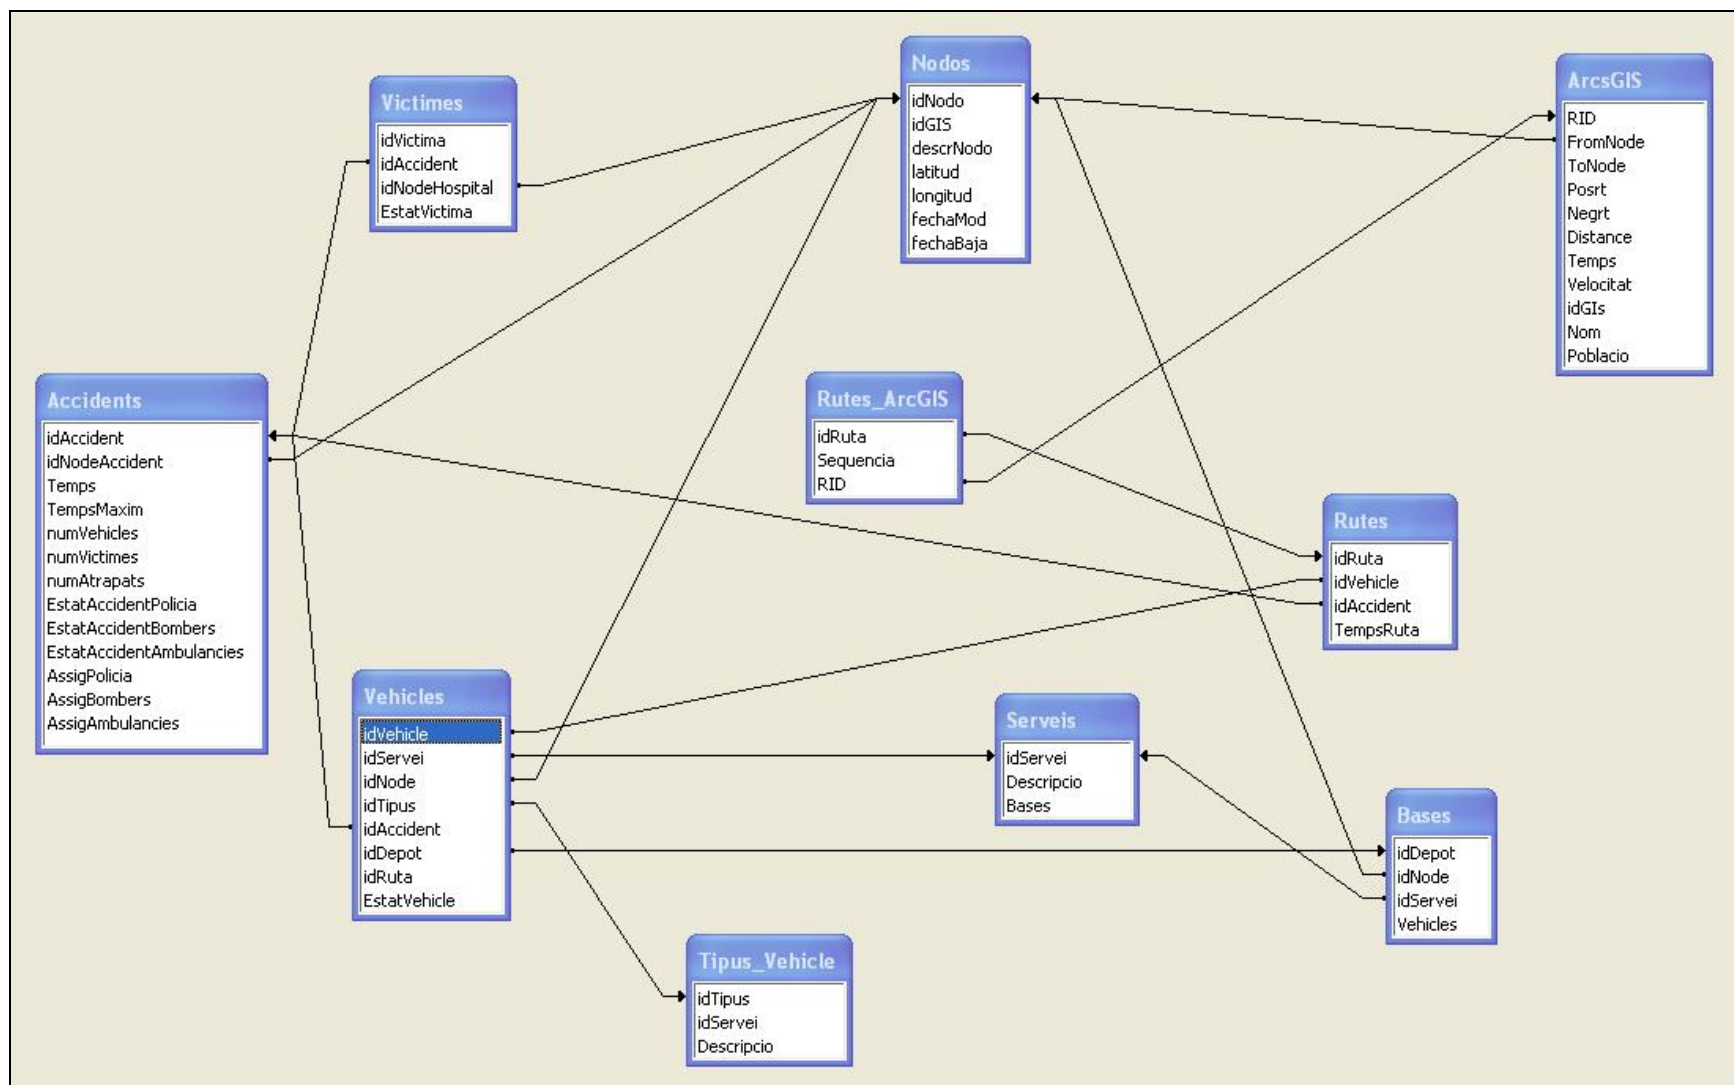 Victimes
idVictima
idAccident
idNodeHospital
EstatVictima
Nodos
idNodo
idGIS
descrNodo
latitud
longitud
fechaMod
fechaBaja
ArcsGIS
RID
FromNode
ToNode
Posrt
Negrt
Distance
Temps
Velocitat
idGIs
Nom
Poblacio
Accidents
idAccident
idNodeAccident
Temps
TempsMaxim
numVehicles
numVictimes
numAtrapats
EstatAccidentPolicia
EstatAccidentBombers
EstatAccidentAmbulancies
AssigPolicia
AssigBombers
AssigAmbulancies
Rutes_ArcGIS
idRuta
Sequencia
RID
Rutes
idRuta
idVehicle
idAccident
TempsRuta
Vehicles
idVehicle
idServei
idNode
idTipus
idAccident
idDepot
idRuta
EstatVehicle
Serveis
idServei
Descripcio
Bases
Bases
idDepot
idNode
idServei
Vehicles
Tipus_Vehicle
idTipus
idServei
Descripcio